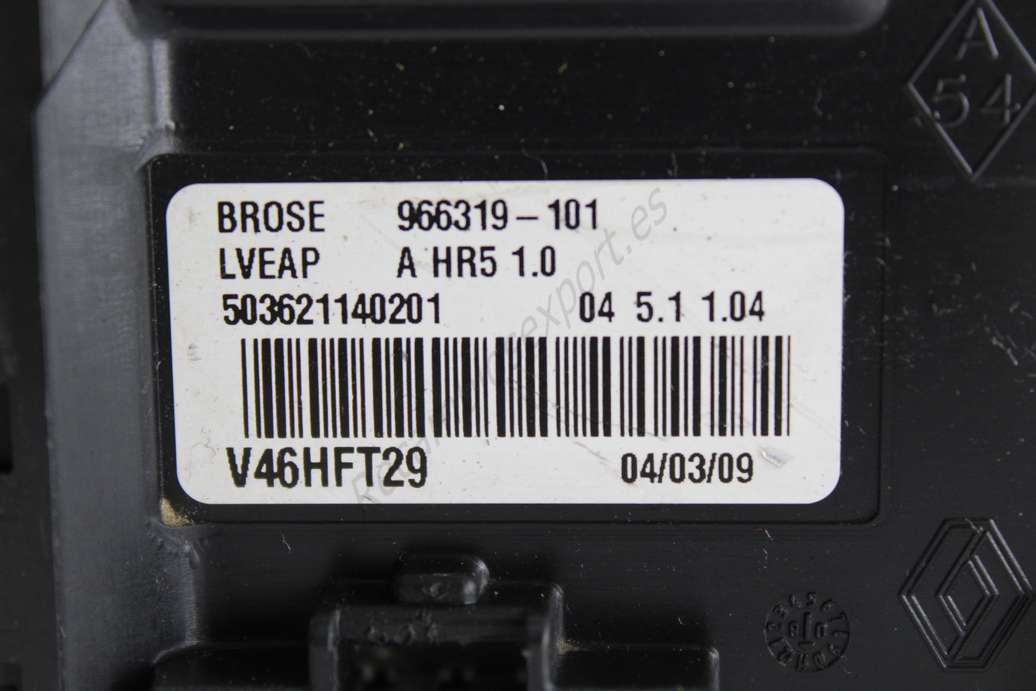 A
54
BROSE 966319-101
LVEAP A HR5 1.0
503621140201 04 5.1 1.04
V46HFT29 04/03/09